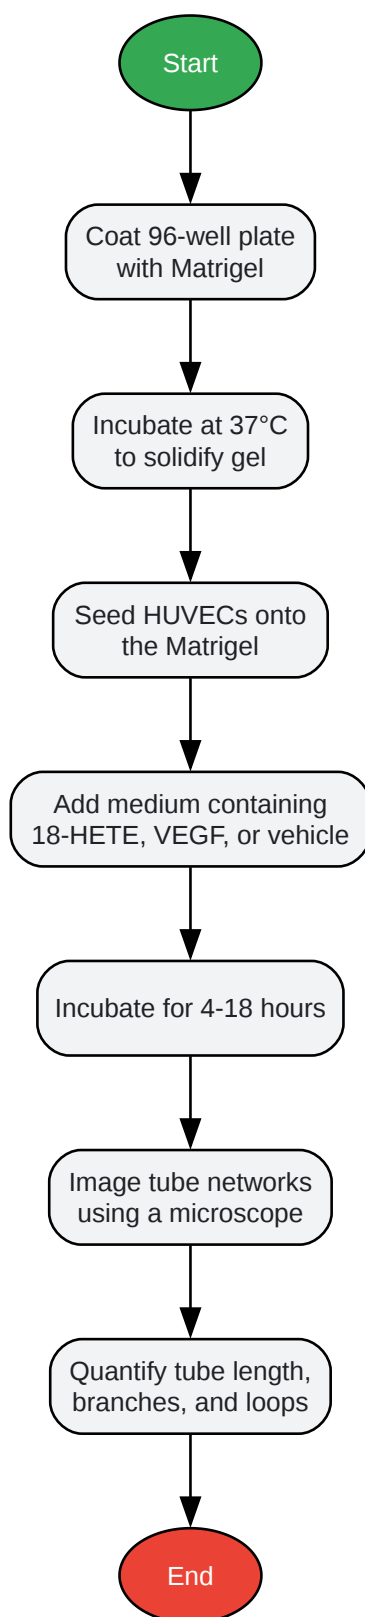 Start
Coat 96-well plate
with Matrigel
Incubate at 37°C
to solidify gel
Seed HUVECs onto
the Matrigel
Add medium containing
18-HETE, VEGF, or vehicle
Incubate for 4-18 hours
Image tube networks
using a microscope
Quantify tube length,
branches, and loops
End